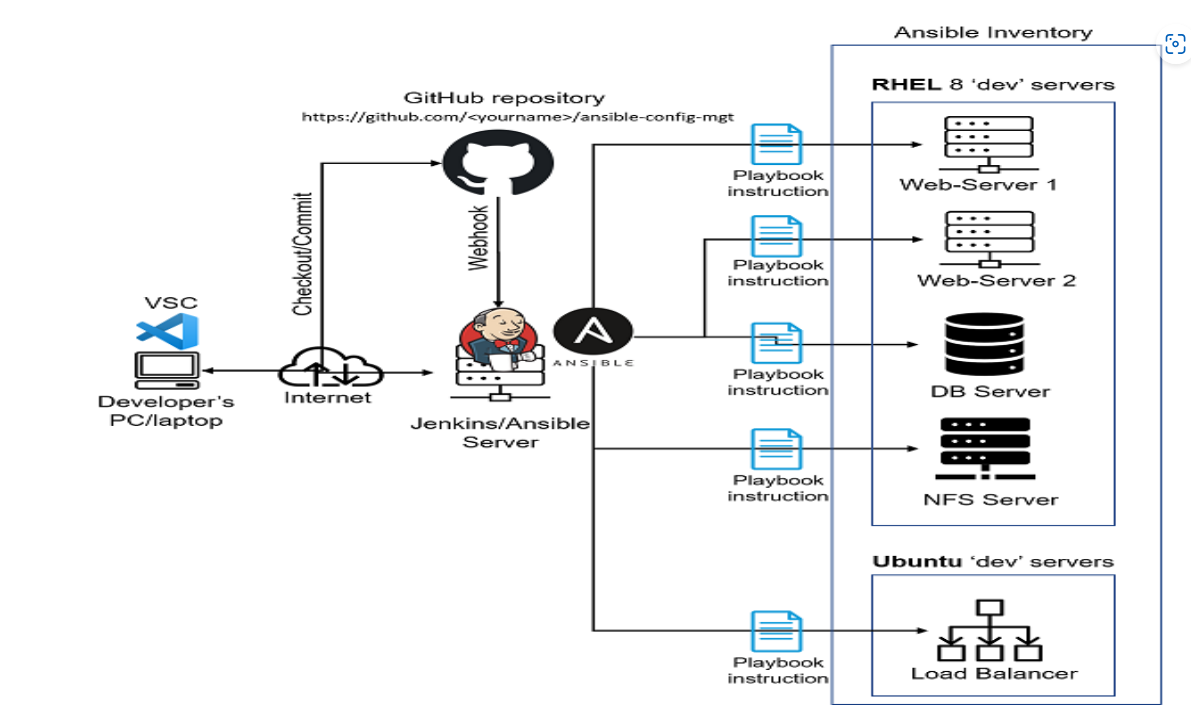 Ansible Inventory
RHEL 8 ‘dev’ servers
GitHub repository
https://github.com/<yourname>/ansible-config-mgt
Playbook
instruction
Web-Server 1
Checkout/Commit
Webhook
Playbook
instruction
Web-Server 2
VSC
ANSIBLE
Playbook
instruction
DB Server
Developer's
PC/laptop
Internet
Jenkins/Ansible
Server
Playbook
instruction
NFS Server
Ubuntu ‘dev’ servers
Playbook
instruction
Load Balancer